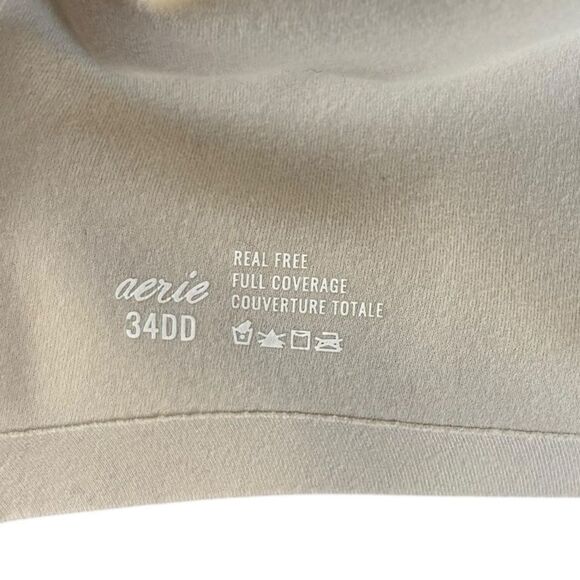 aerie
34DD
REAL FREE
FULL COVERAGE
COUVERTURE TOTALE